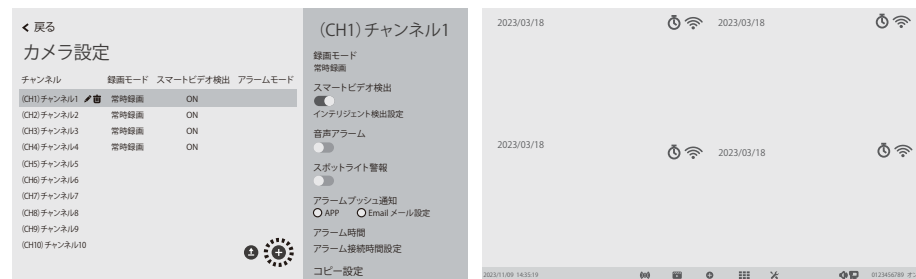 戻る
カメラ設定
チャンネル 録画モード スマートビデオ検出 アラームモード
(CH1)チャンネル1 常時録画 ON
(CH2)チャンネル2 常時録画 ON
(CH3)チャンネル3 常時録画 ON
(CH4)チャンネル4 常時録画 ON
(CH5)チャンネル5
(CH6)チャンネル6
(CH7)チャンネル7
(CH8)チャンネル8
(CH9)チャンネル9
(CH10)チャンネル10
(CH1)チャンネル1
録画モード
常時録画
スマートビデオ検出
インテリジェント検出設定
音声アラーム
スポットライト警報
アラームプッシュ通知
APP Emailメール設定
アラーム時間
アラーム接続時間設定
コピー設定
2023/03/18 2023/03/18
2023/03/18 2023/03/18
2023/11/09 14:35:19 0123456789